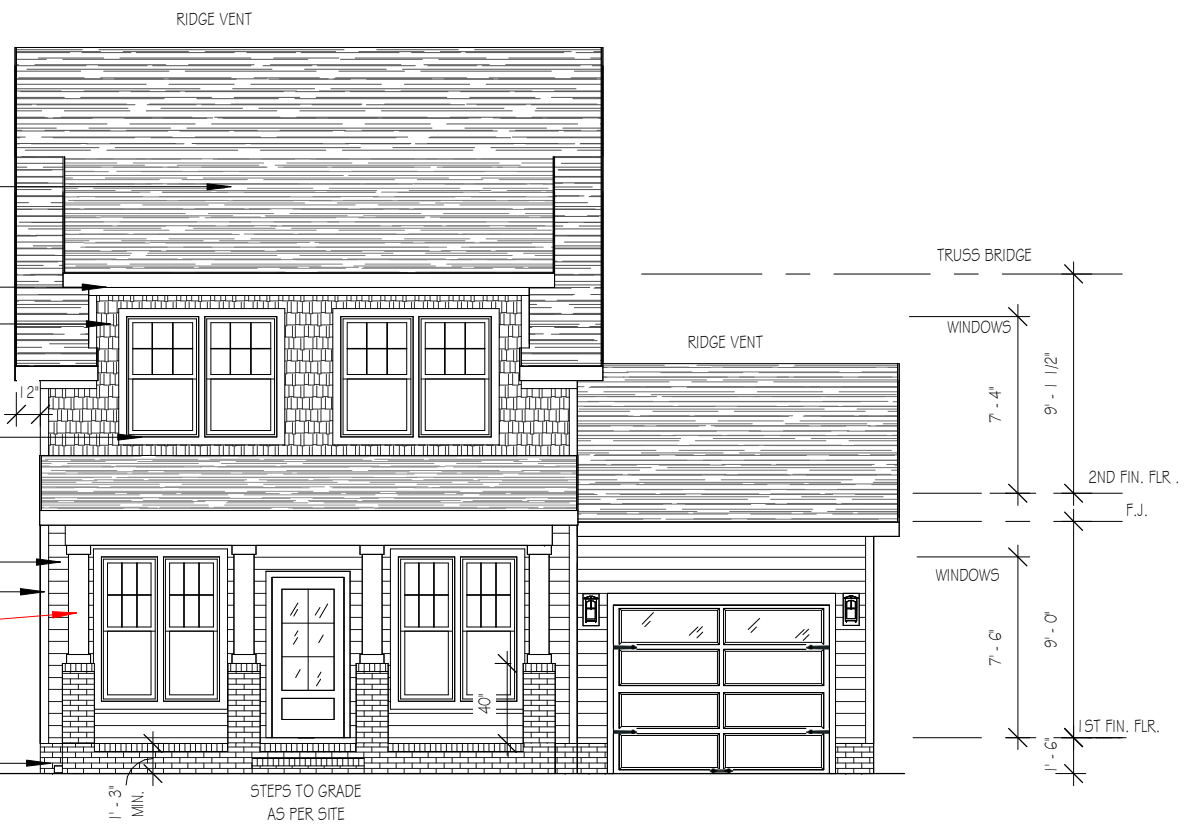 RIDGE VENT
TRUSS BRIDGE
WINDOWS
RIDGE VENT
9' - 1 1/2"
7' - 4"
12"
2ND FIN. FLR .
F.J.
WINDOWS
9' - 0"
7' - 6"
40"
1ST FIN. FLR.
1' - 6"
1' - 3"
MIN.
STEPS TO GRADE
AS PER SITE